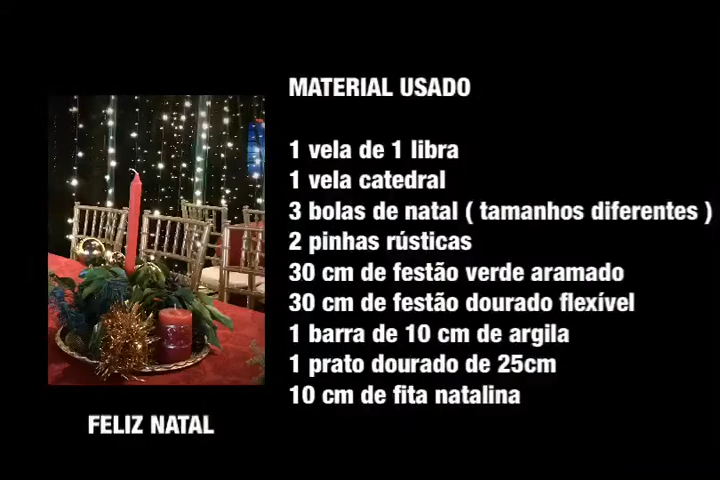 MATERIAL USADO
1 vela de 1 libra
1 vela catedral
3 bolas de natal ( tamanhos diferentes )
2 pinhas rústicas
30 cm de festão verde aramado
30 cm de festão dourado flexível
1 barra de 10 cm de argila
1 prato dourado de 25cm
10 cm de fita natalina
FELIZ NATAL